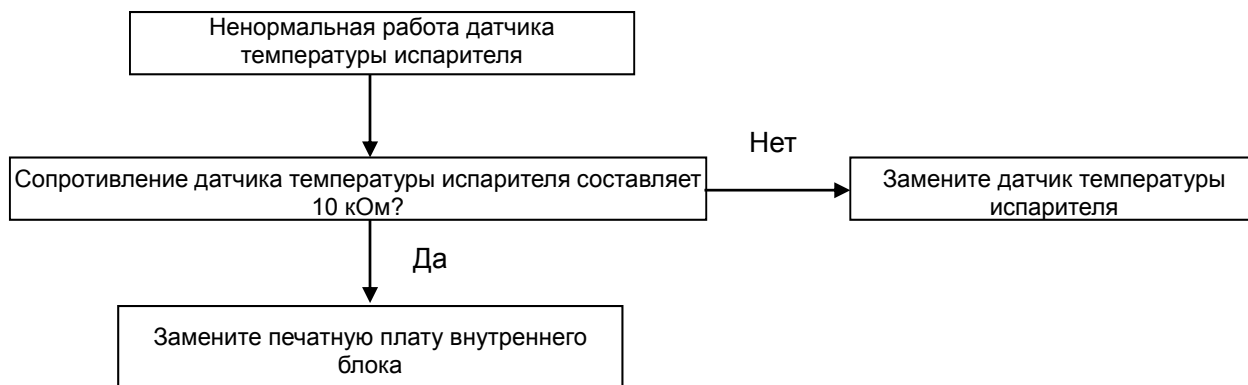 Ненормальная работа датчика
температуры испарителя
Нет
Сопротивление датчика температуры испарителя составляет
10 кОм?
Замените датчик температуры
испарителя
Да
Замените печатную плату внутреннего
блока